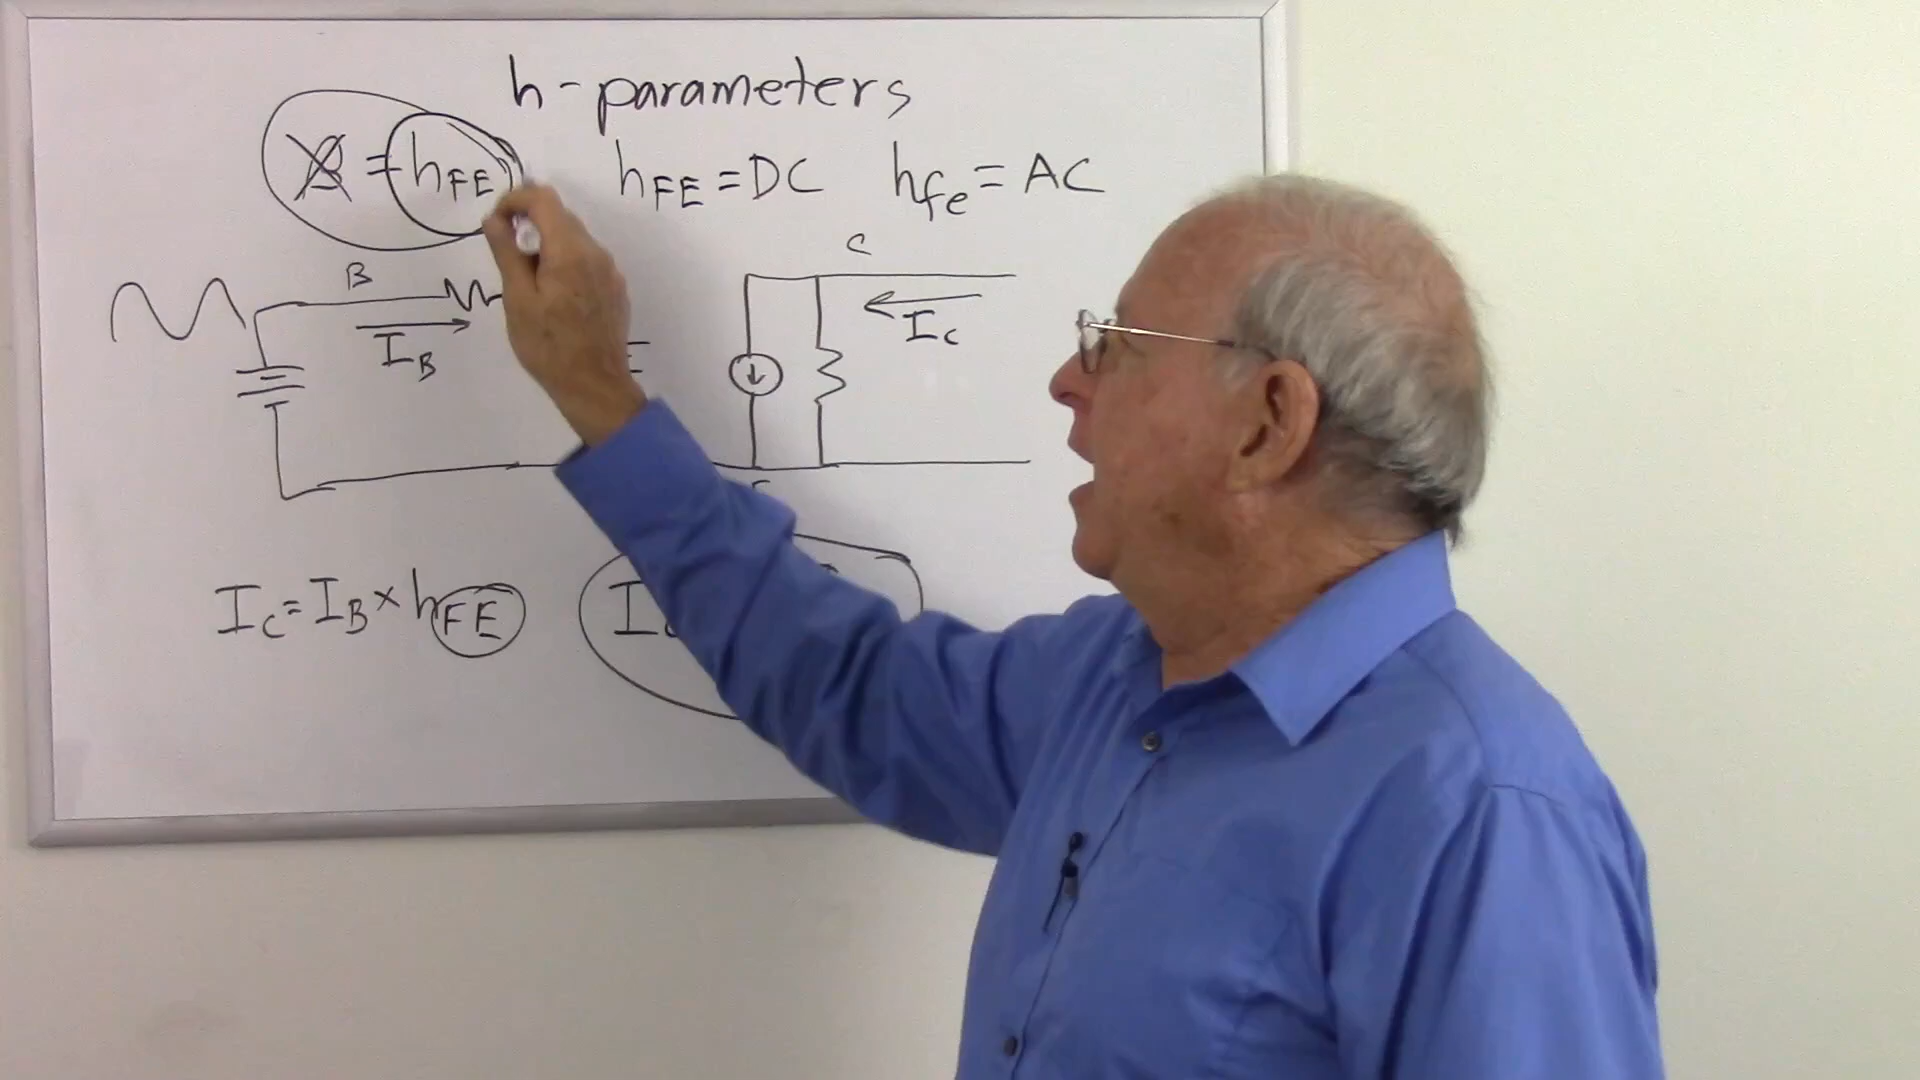 h-parameters
β = hFE hFE = DC hfe = AC
B C
IB IC
IC = IB × hFE